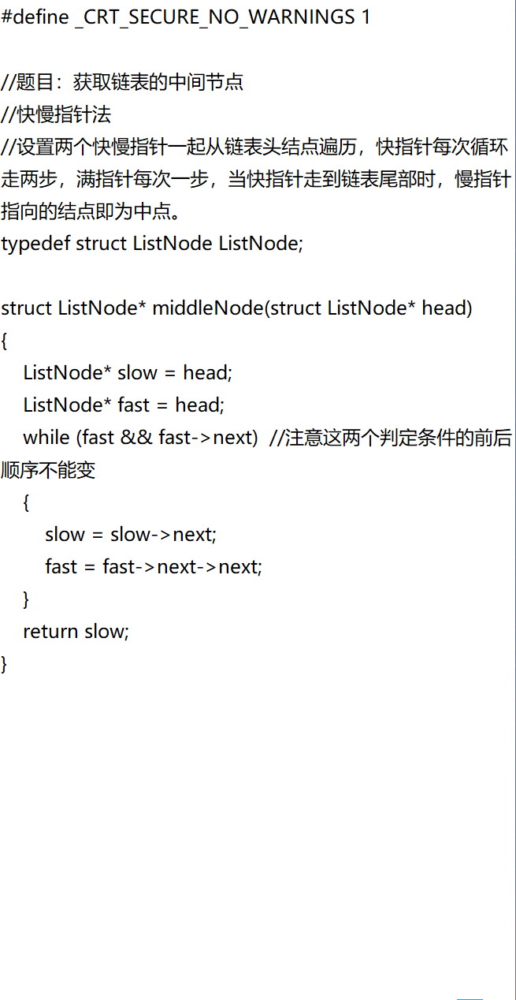 #define _CRT_SECURE_NO_WARNINGS 1
//题目：获取链表的中间节点
//快慢指针法
//设置两个快慢指针一起从链表头结点遍历，快指针每次循环
走两步，满指针每次一步，当快指针走到链表尾部时，慢指针
指向的结点即为中点。
typedef struct ListNode ListNode;
struct ListNode* middleNode(struct ListNode* head)
{
ListNode* slow = head;
ListNode* fast = head;
while (fast && fast->next)  //注意这两个判定条件的前后
顺序不能变
{
slow = slow->next;
fast = fast->next->next;
}
return slow;
}